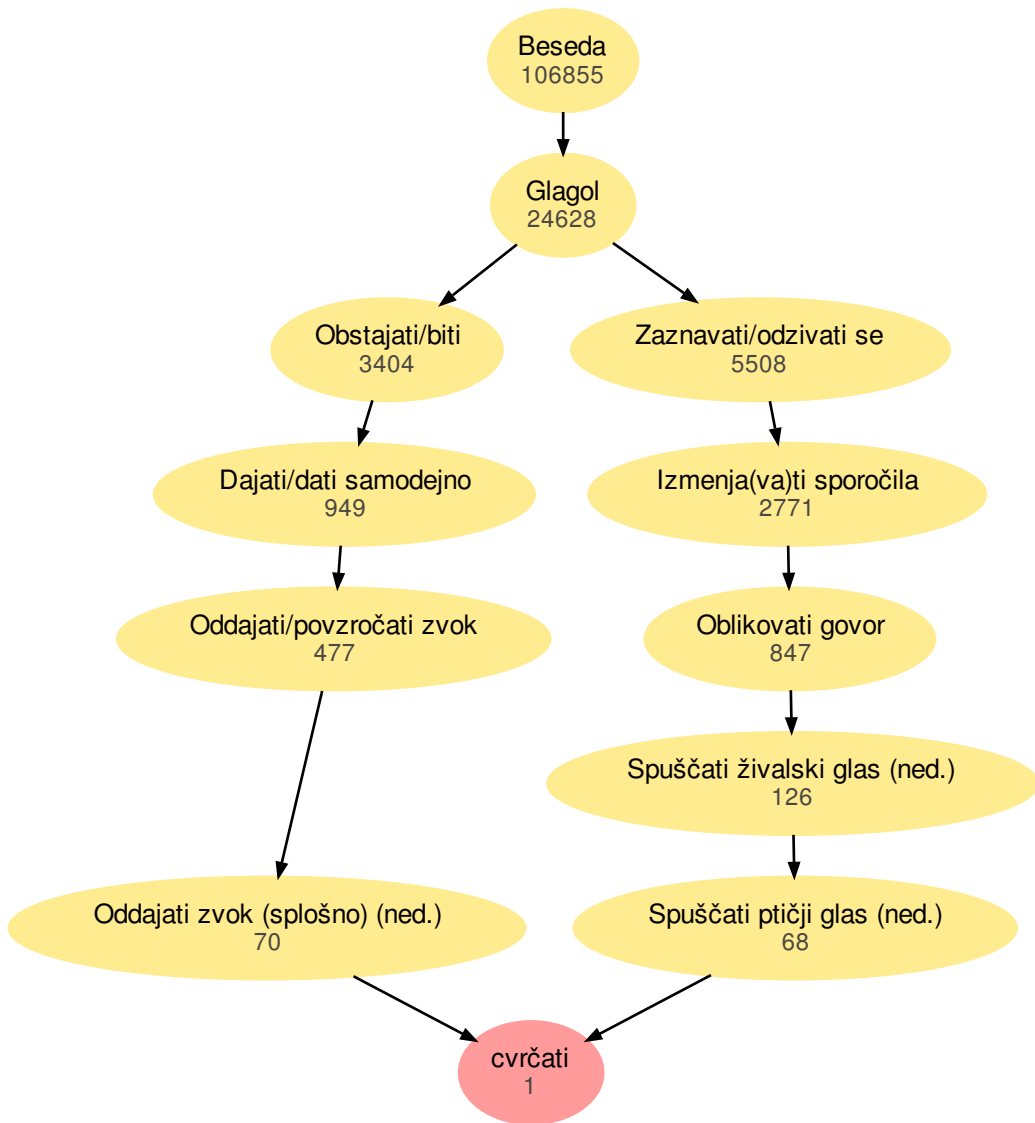 Beseda
106855
Glagol
24628
Obstajati/biti
3404
Zaznavati/odzivati se
5508
Dajati/dati samodejno
949
Izmenja(va)ti sporočila
2771
Oddajati/povzročati zvok
477
Oblikovati govor
847
Spuščati živalski glas (ned.)
126
Oddajati zvok (splošno) (ned.)
70
Spuščati ptičji glas (ned.)
68
cvrčati
1